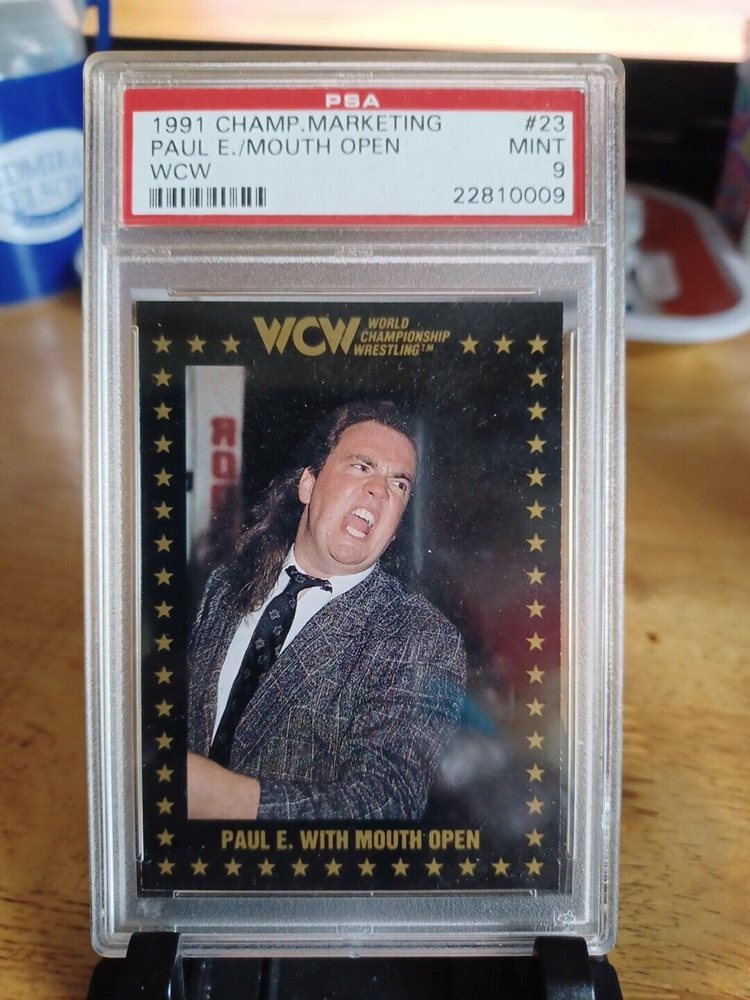 PSA
1991 CHAMP.MARKETING #23
PAUL E./MOUTH OPEN MINT
WCW 9
22810009
WCW WORLD
CHAMPIONSHIP
WRESTLING™
PAUL E. WITH MOUTH OPEN